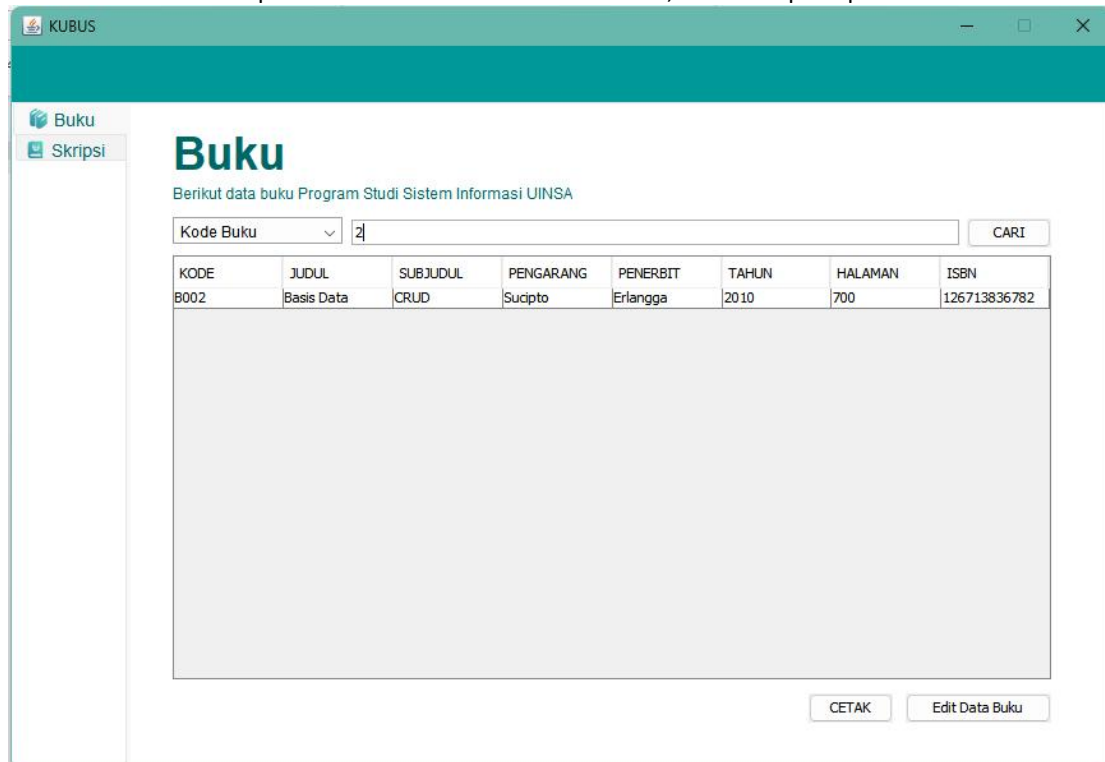 KUBUS
Buku
Skripsi
Buku
Berikut data buku Program Studi Sistem Informasi UINSA
Kode Buku 2 CARI
KODE JUDUL SUBJUDUL PENGARANG PENERBIT TAHUN HALAMAN ISBN
B002 Basis Data CRUD Sucipto Erlangga 2010 700 126713836782
CETAK Edit Data Buku